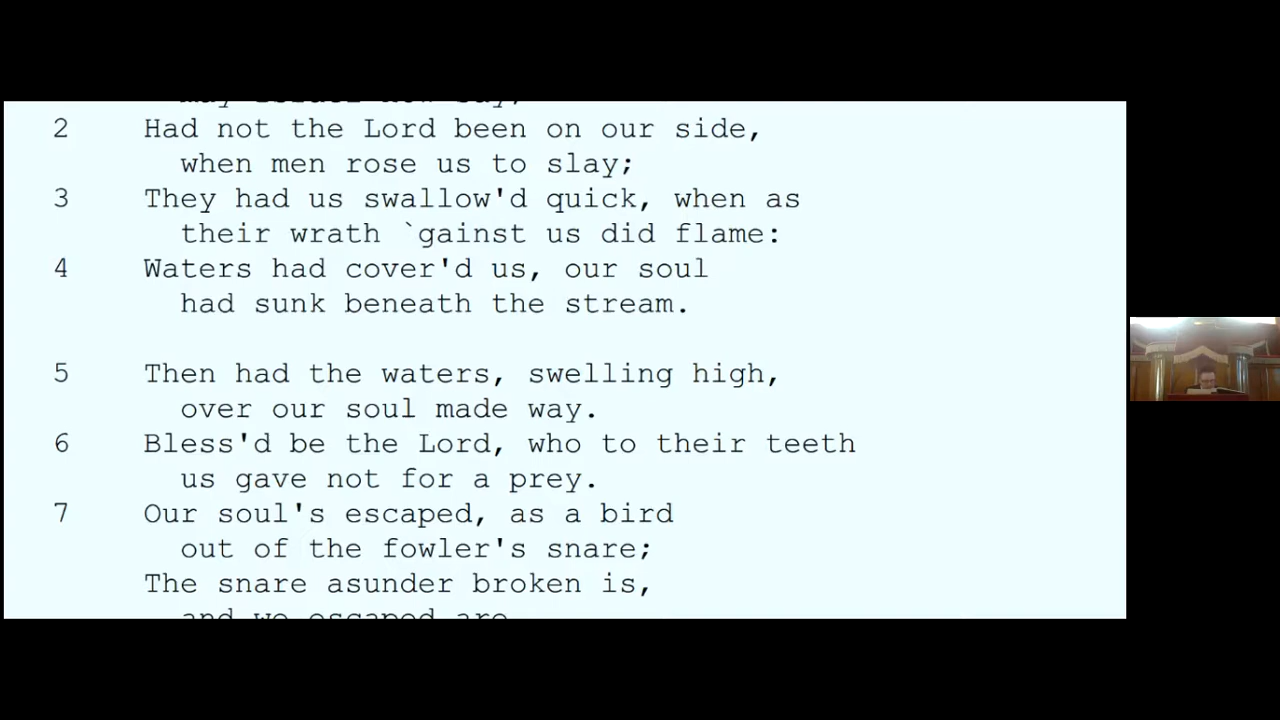 2 Had not the Lord been on our side,
when men rose us to slay;
3 They had us swallow'd quick, when as
their wrath `gainst us did flame:
4 Waters had cover'd us, our soul
had sunk beneath the stream.
5 Then had the waters, swelling high,
over our soul made way.
6 Bless'd be the Lord, who to their teeth
us gave not for a prey.
7 Our soul's escaped, as a bird
out of the fowler's snare;
The snare asunder broken is,
and we escaped are